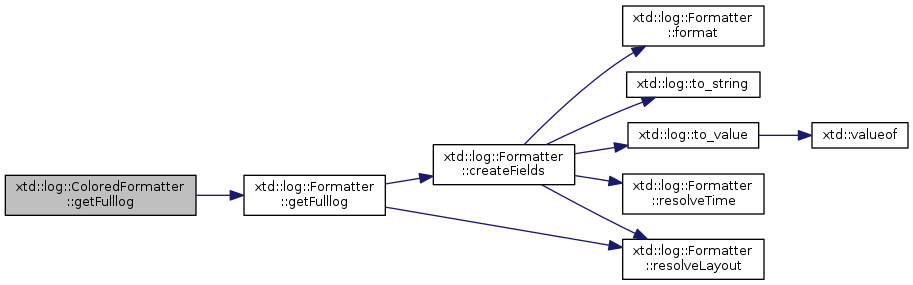 xtd::log::ColoredFormatter
::getFulllog
xtd::log::Formatter
::getFulllog
xtd::log::Formatter
::createFields
xtd::log::Formatter
::format
xtd::log::to_string
xtd::log::to_value
xtd::valueof
xtd::log::Formatter
::resolveTime
xtd::log::Formatter
::resolveLayout